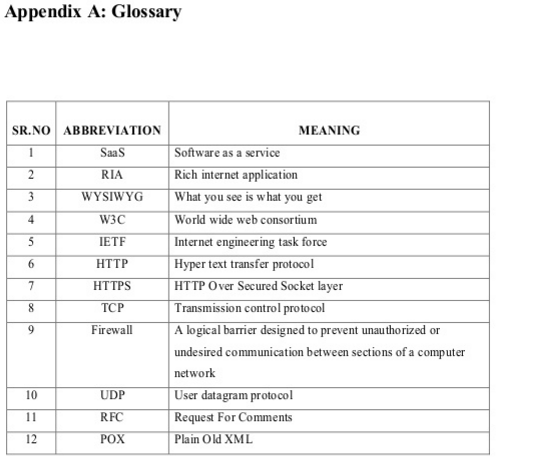 Appendix A: Glossary
SR.NO ABBREVIATION MEANING
1 SaaS Software as a service
2 RIA Rich internet application
3 WYSIWYG What you see is what you get
4 W3C World wide web consortium
5 IETF Internet engineering task force
6 HTTP Hyper text transfer protocol
7 HTTPS HTTP Over Secured Socket layer
8 TCP Transmission control protocol
9 Firewall A logical barrier designed to prevent unauthorized or
undesired communication between sections of a computer
network
10 UDP User datagram protocol
11 RFC Request For Comments
12 POX Plain Old XML